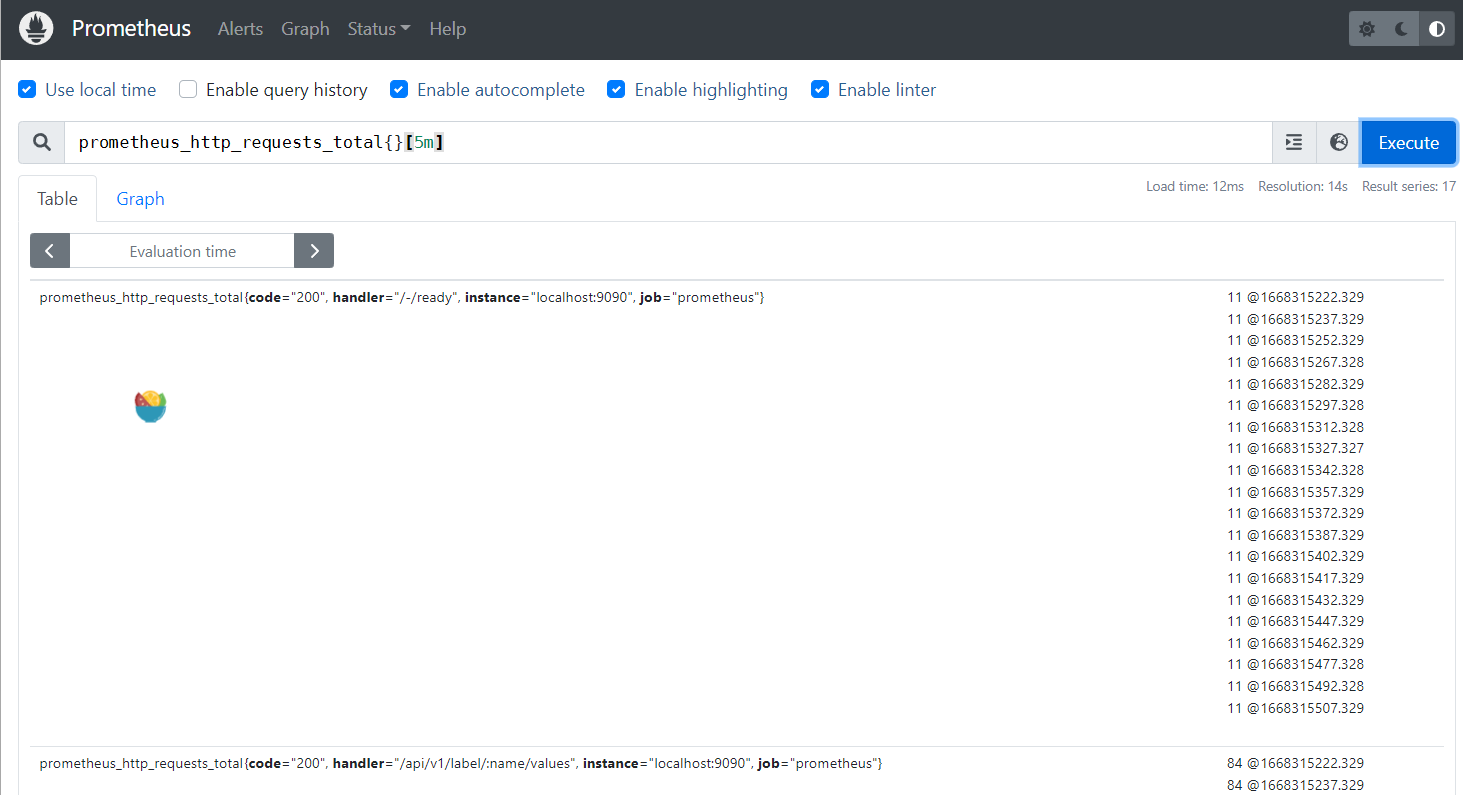 Prometheus Alerts Graph Status Help
Use local time Enable query history Enable autocomplete Enable highlighting Enable linter
prometheus_http_requests_total{}[5m] Execute
Table Graph Load time: 12ms Resolution: 14s Result series: 17
Evaluation time
prometheus_http_requests_total{code="200", handler="/-/ready", instance="localhost:9090", job="prometheus"} 11 @1668315222.329
11 @1668315237.329
11 @1668315252.329
11 @1668315267.328
11 @1668315282.329
11 @1668315297.328
11 @1668315312.328
11 @1668315327.327
11 @1668315342.328
11 @1668315357.329
11 @1668315372.329
11 @1668315387.329
11 @1668315402.329
11 @1668315417.329
11 @1668315432.329
11 @1668315447.329
11 @1668315462.329
11 @1668315477.328
11 @1668315492.328
11 @1668315507.329
prometheus_http_requests_total{code="200", handler="/api/v1/label/:name/values", instance="localhost:9090", job="prometheus"} 84 @1668315222.329
84 @1668315237.329